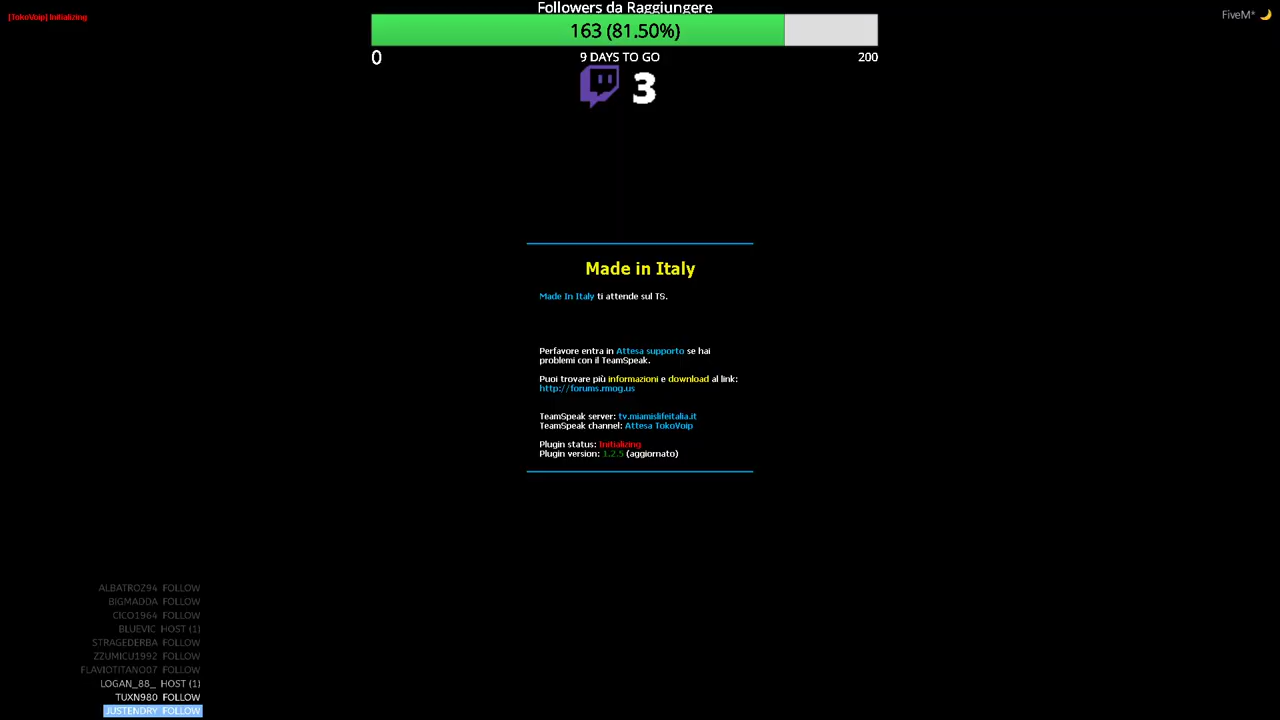 [TokoVoip] Initializing
FiveM* 🌙
Followers da Raggiungere
163 (81.50%)
0
9 DAYS TO GO
200
3
Made in Italy
Made In Italy ti attende sul TS.
Perfavore entra in Attesa supporto se hai
problemi con il TeamSpeak.
Puoi trovare più informazioni e download al link:
http://forums.rmog.us
TeamSpeak server: tv.miamislifeitalia.it
TeamSpeak channel: Attesa TokoVoip
Plugin status: Initializing
Plugin version: 1.2.5 (aggiornato)
ALBATROZ94 FOLLOW
BIGMADDA FOLLOW
CICO1964 FOLLOW
BLUEVIC HOST (1)
STRAGEDERBA FOLLOW
ZZUMICU1992 FOLLOW
FLAVIOTITANO07 FOLLOW
LOGAN_88_ HOST (1)
TUXN980 FOLLOW
JUSTENDRY FOLLOW